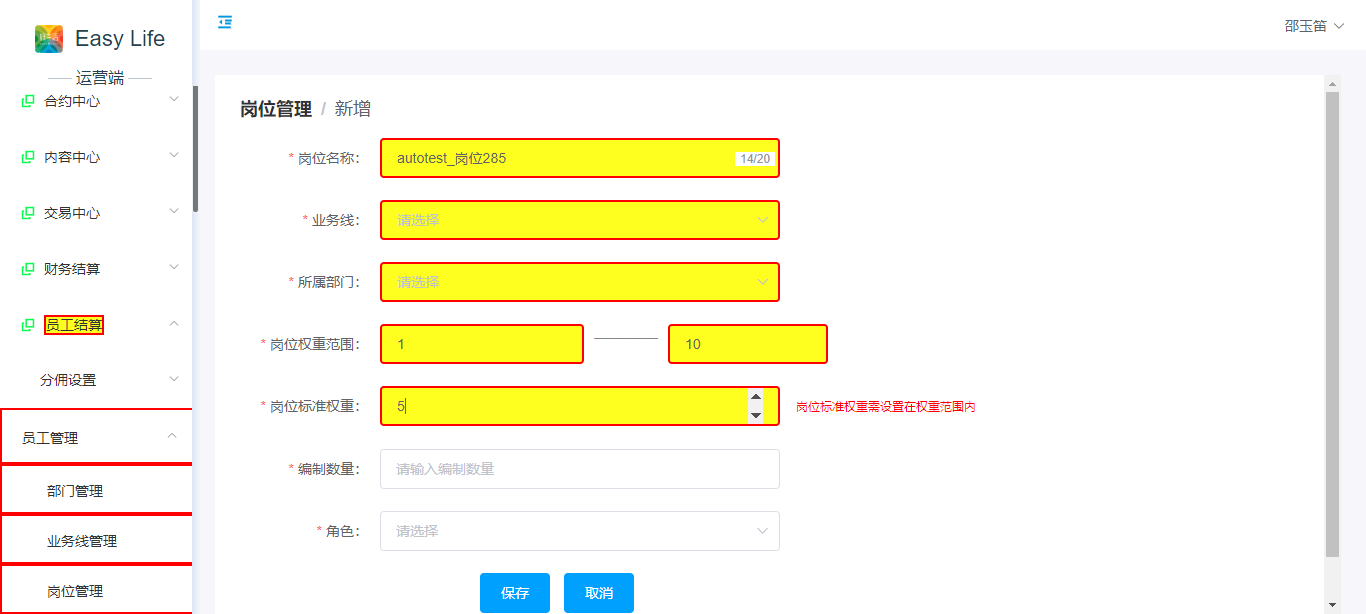 Easy Life
运营端
合约中心
内容中心
交易中心
财务结算
员工结算
分佣设置
员工管理
部门管理
业务线管理
岗位管理
邵玉笛
岗位管理 / 新增
* 岗位名称: autotest_岗位285 14/20
* 业务线: 请选择
* 所属部门: 请选择
* 岗位权重范围: 1 10
* 岗位标准权重: 5 岗位标准权重需设置在权重范围内
* 编制数量: 请输入编制数量
* 角色: 请选择
保存 取消